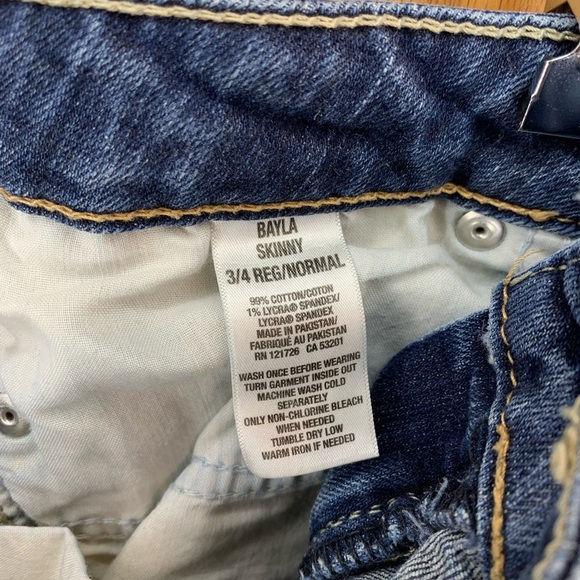 BAYLA
SKINNY
3/4 REG/NORMAL
99% COTTON/COTON
1% LYCRA® SPANDEX/
LYCRA® SPANDEX
MADE IN PAKISTAN/
FABRIQUÉ AU PAKISTAN
RN 121726 CA 53201
WASH ONCE BEFORE WEARING
TURN GARMENT INSIDE OUT
MACHINE WASH COLD
SEPARATELY
ONLY NON-CHLORINE BLEACH
WHEN NEEDED
TUMBLE DRY LOW
WARM IRON IF NEEDED